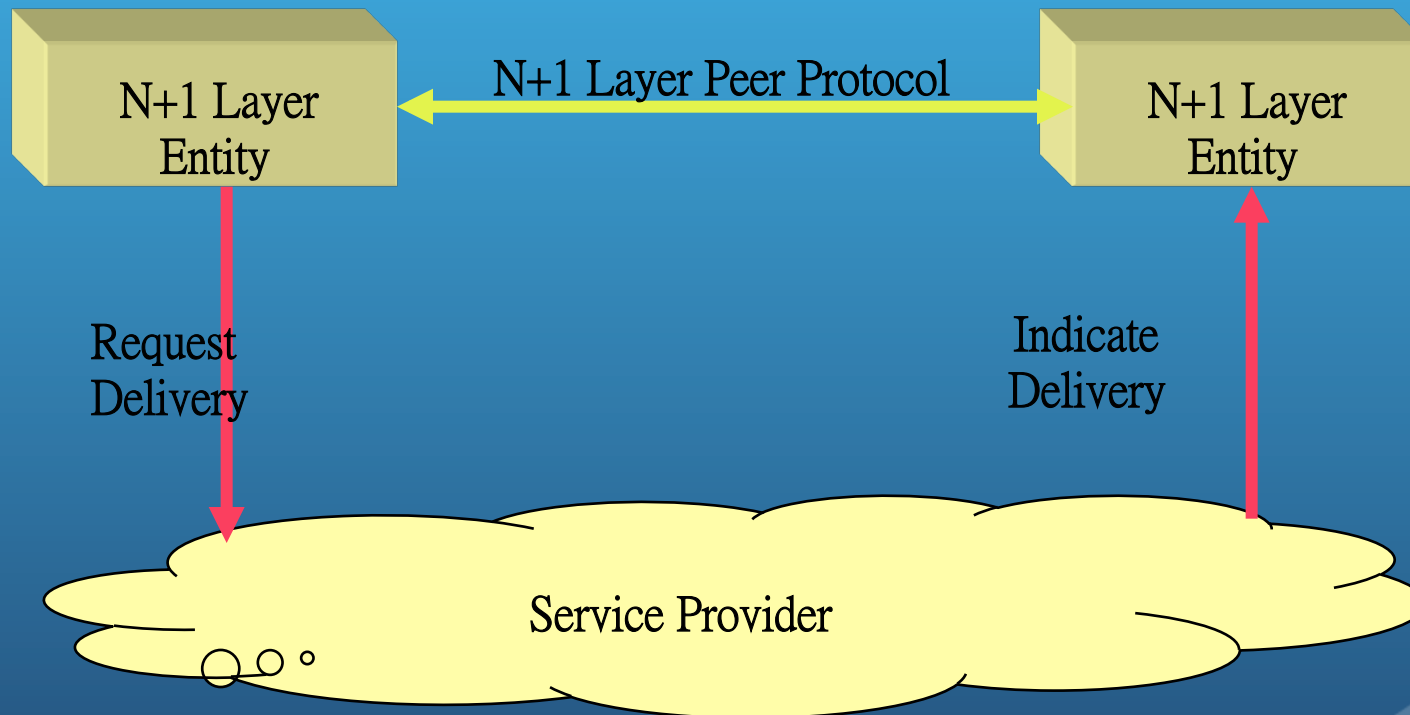 N+1 Layer
Entity
N+1 Layer Peer Protocol
N+1 Layer
Entity
Request
Delivery
Indicate
Delivery
Service Provider